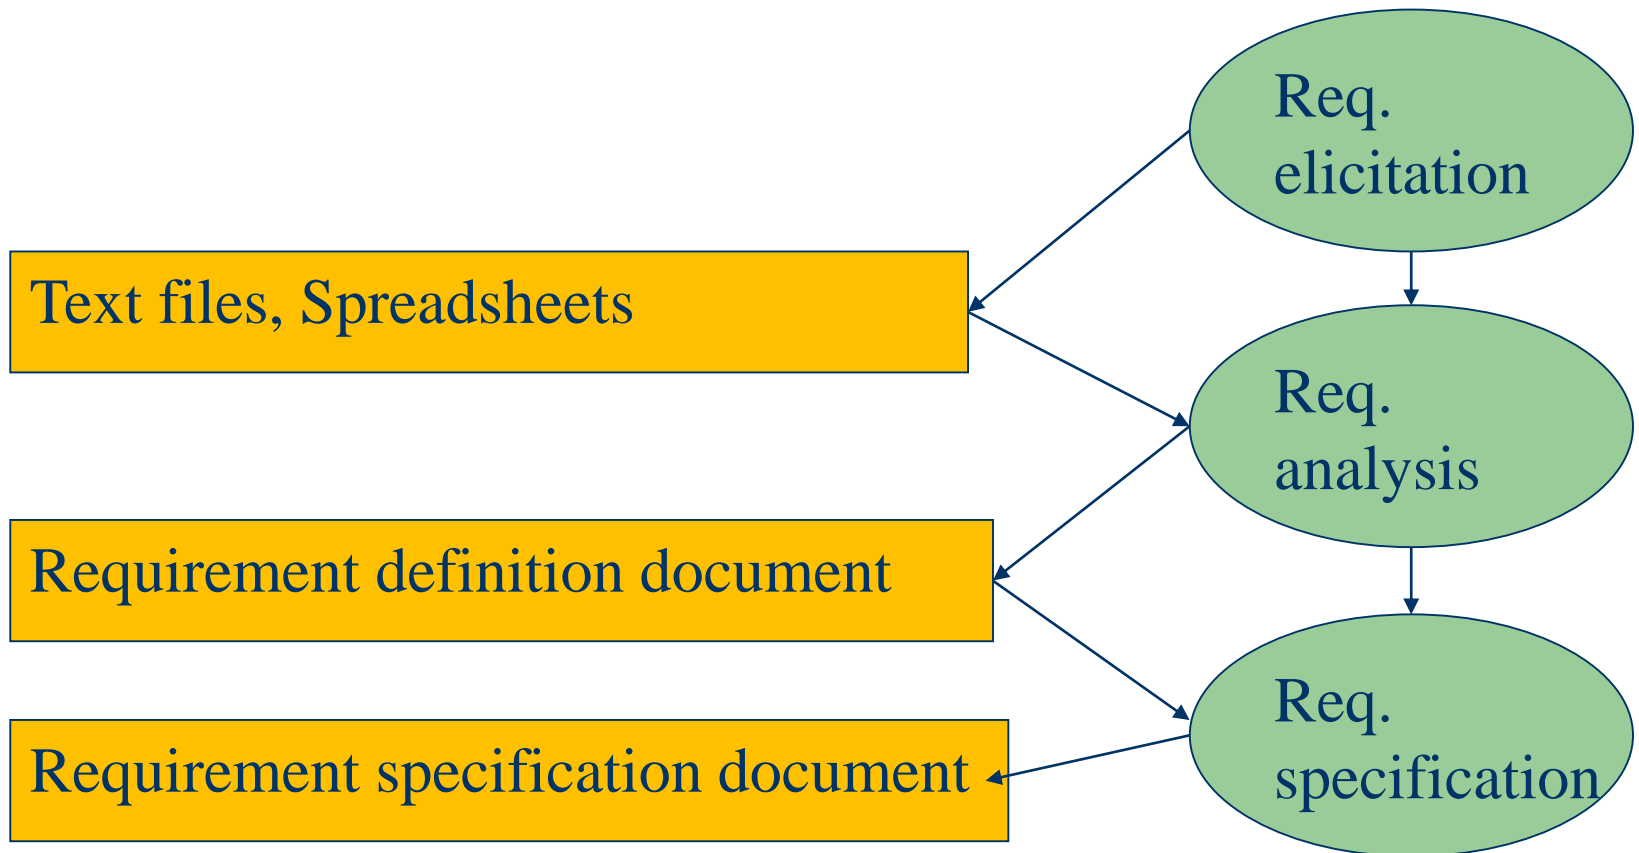 Req.
elicitation
Text files, Spreadsheets
Req.
analysis
Requirement definition document
Req.
specification
Requirement specification document